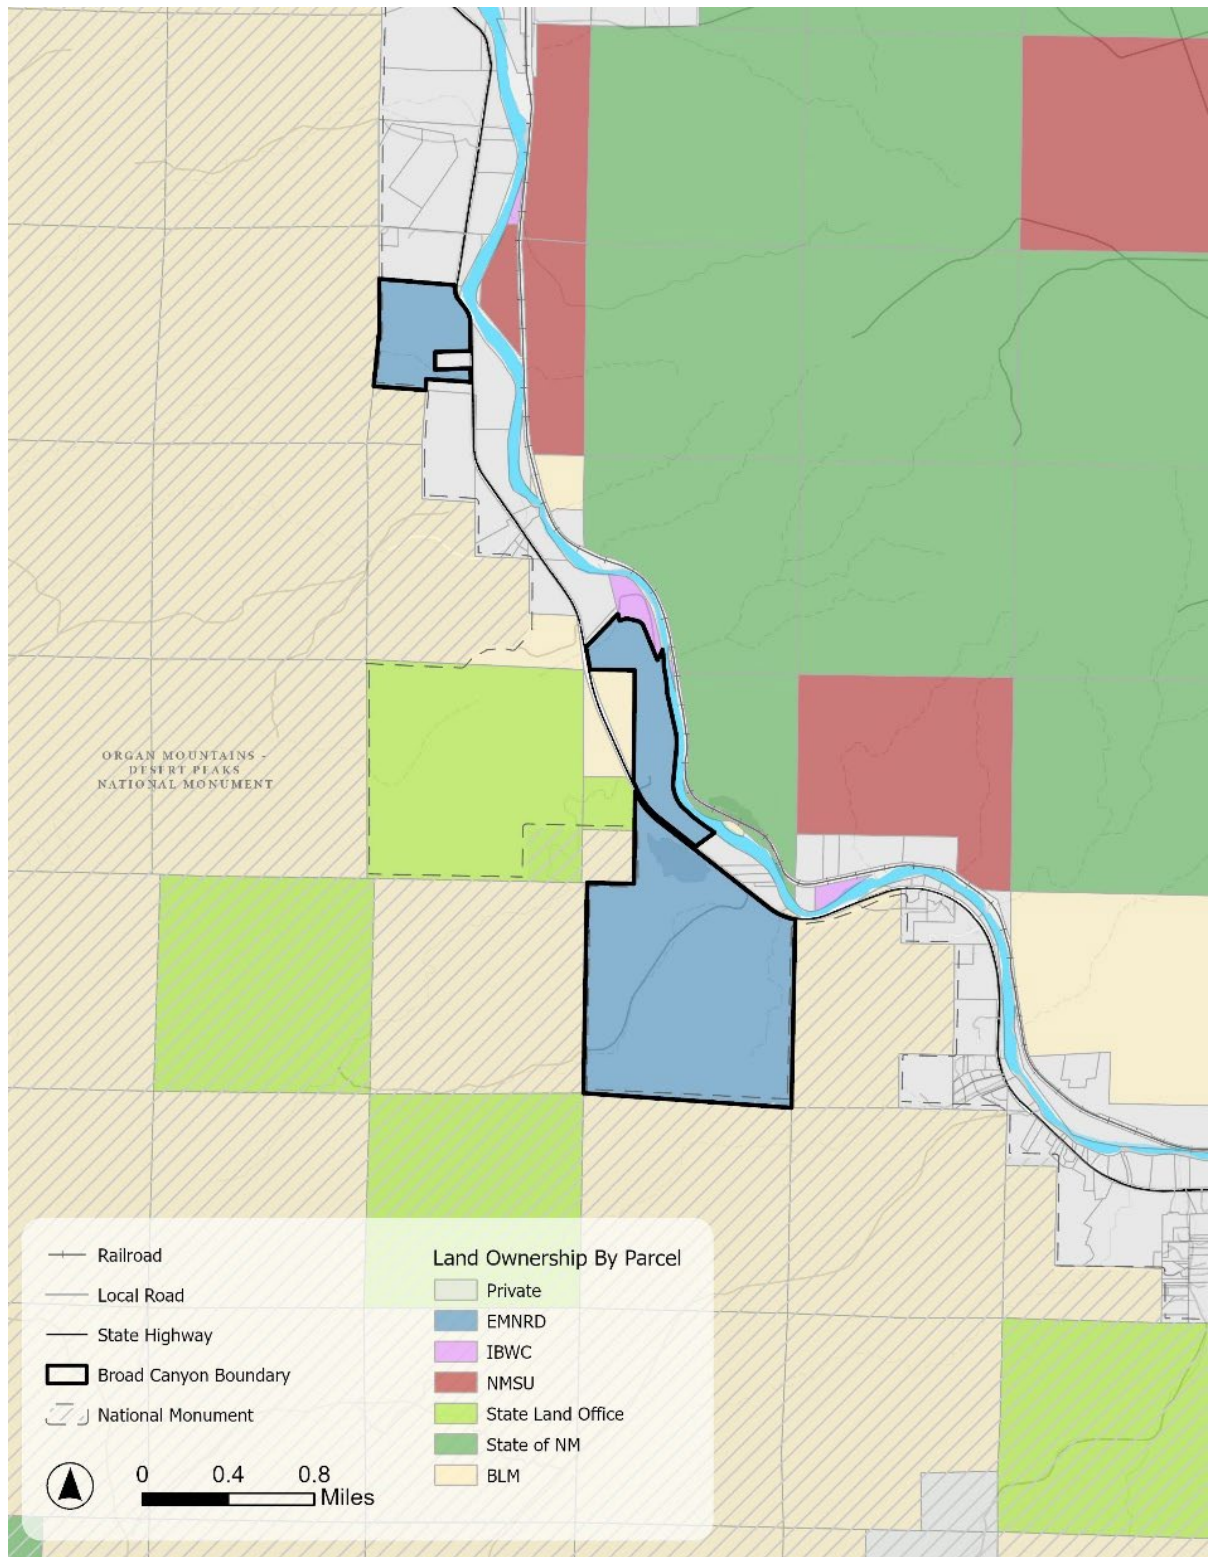 ORGAN MOUNTAINS -
DESERT PEAKS
NATIONAL MONUMENT
Railroad
Local Road
State Highway
Broad Canyon Boundary
National Monument
0 0.4 0.8
Miles
Land Ownership By Parcel
Private
EMNRD
IBWC
NMSU
State Land Office
State of NM
BLM